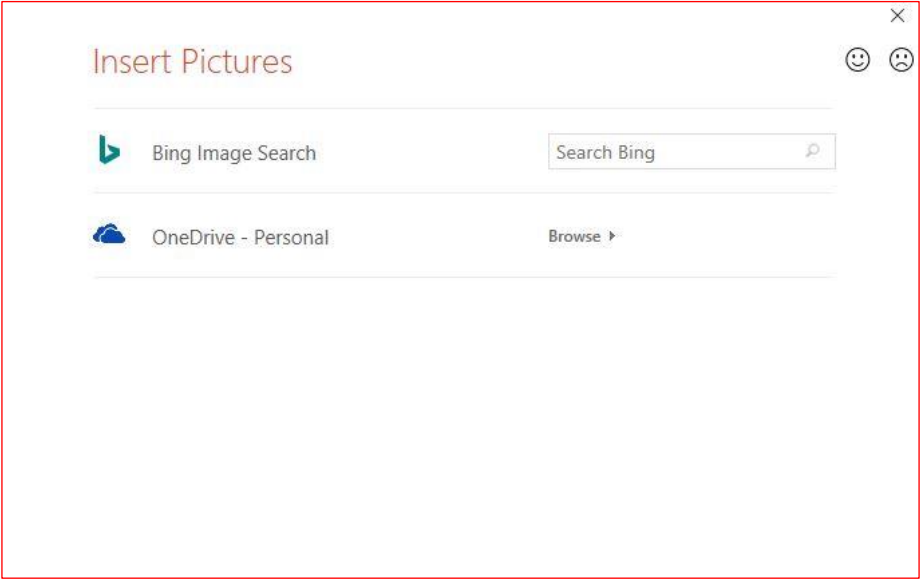 Insert Pictures
Bing Image Search
Search Bing
OneDrive - Personal
Browse